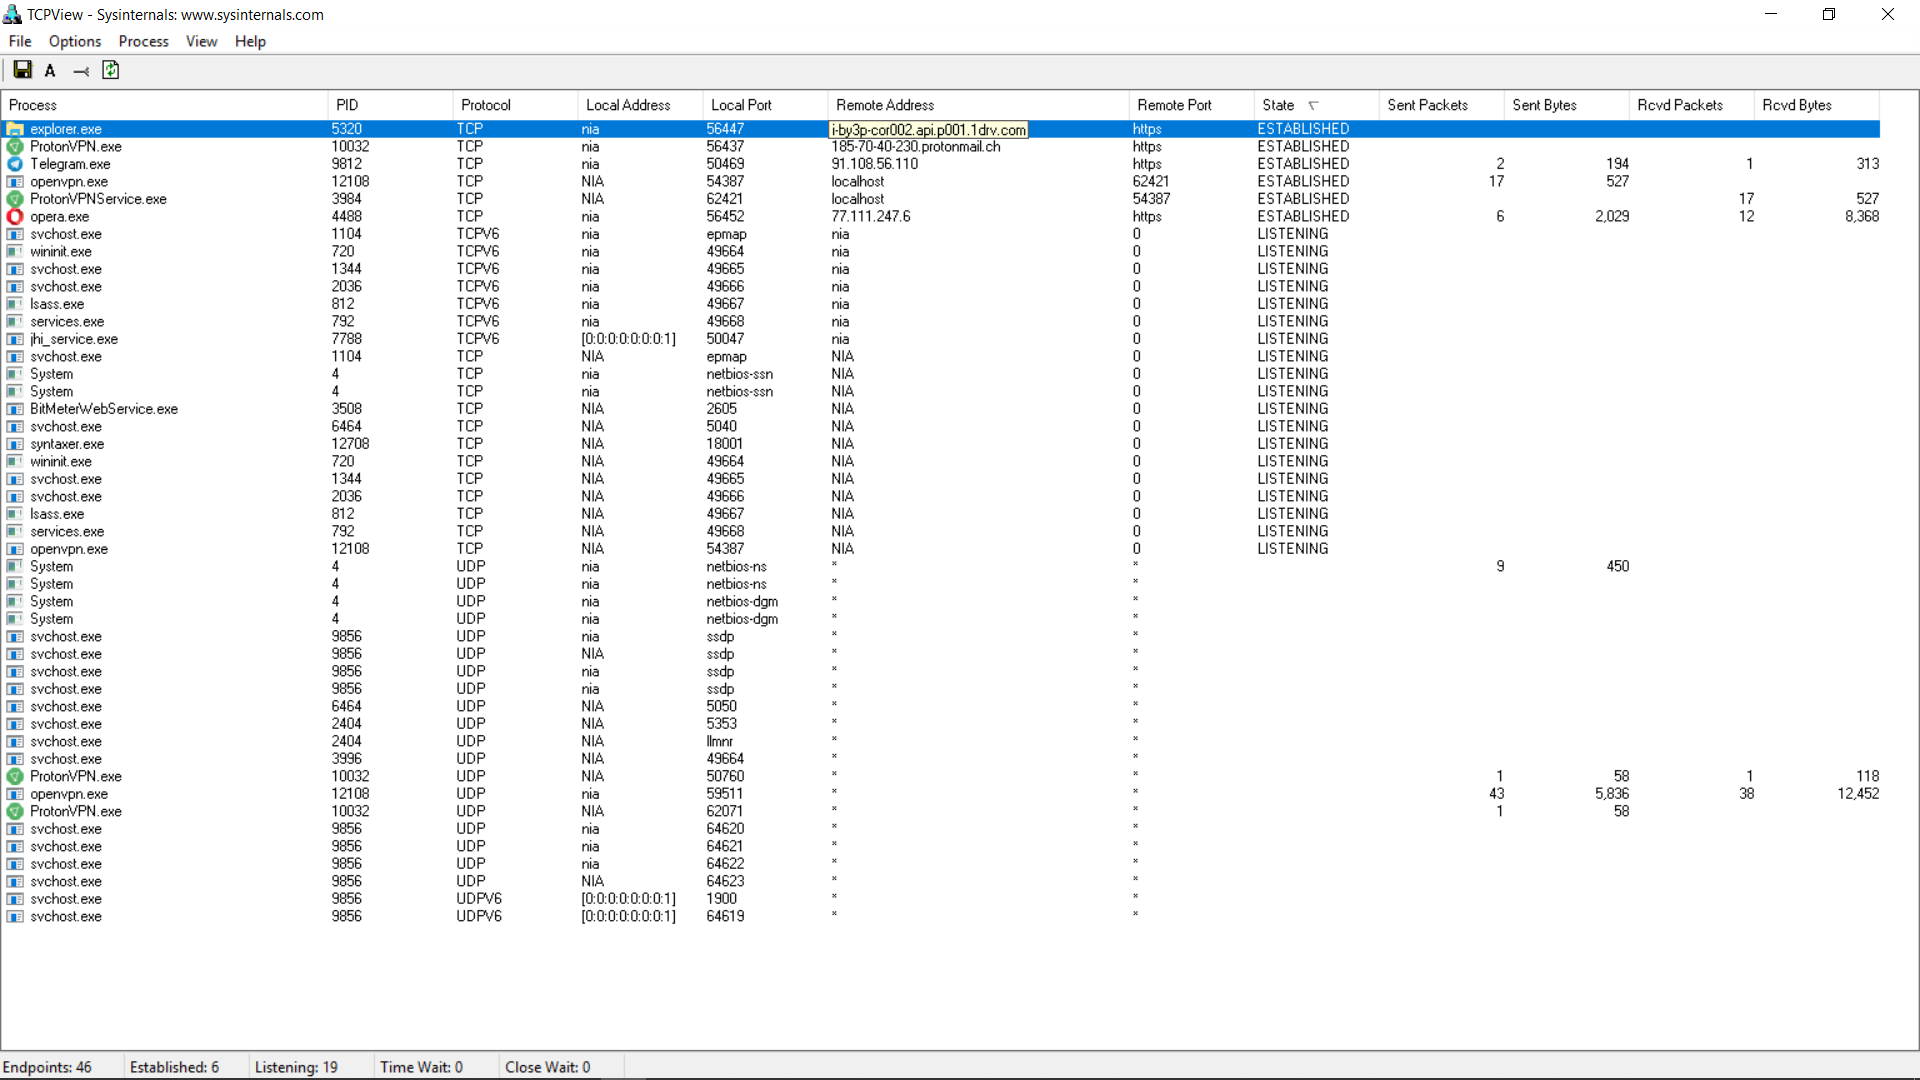 TCPView - Sysinternals: www.sysinternals.com
File Options Process View Help
A
Process PID Protocol Local Address Local Port Remote Address Remote Port State Sent Packets Sent Bytes Rcvd Packets Rcvd Bytes
explorer.exe 5320 TCP nia 56447 i-by3p-cor002.api.p001.1drv.com https ESTABLISHED
ProtonVPN.exe 10032 TCP nia 56437 185-70-40-230.protonmail.ch https ESTABLISHED
Telegram.exe 9812 TCP nia 50469 91.108.56.110 https ESTABLISHED 2 194 1 313
openvpn.exe 12108 TCP NIA 54387 localhost 62421 ESTABLISHED 17 527
ProtonVPNService.exe 3984 TCP NIA 62421 localhost 54387 ESTABLISHED 17 527
opera.exe 4488 TCP nia 56452 77.111.247.6 https ESTABLISHED 6 2,029 12 8,368
svchost.exe 1104 TCPV6 nia epmap nia 0 LISTENING
wininit.exe 720 TCPV6 nia 49664 nia 0 LISTENING
svchost.exe 1344 TCPV6 nia 49665 nia 0 LISTENING
svchost.exe 2036 TCPV6 nia 49666 nia 0 LISTENING
lsass.exe 812 TCPV6 nia 49667 nia 0 LISTENING
services.exe 792 TCPV6 nia 49668 nia 0 LISTENING
jhi_service.exe 7788 TCPV6 [0:0:0:0:0:0:0:1] 50047 nia 0 LISTENING
svchost.exe 1104 TCP NIA epmap NIA 0 LISTENING
System 4 TCP nia netbios-ssn NIA 0 LISTENING
System 4 TCP nia netbios-ssn NIA 0 LISTENING
BitMeterWebService.exe 3508 TCP NIA 2605 NIA 0 LISTENING
svchost.exe 6464 TCP NIA 5040 NIA 0 LISTENING
syntaxer.exe 12708 TCP NIA 18001 NIA 0 LISTENING
wininit.exe 720 TCP NIA 49664 NIA 0 LISTENING
svchost.exe 1344 TCP NIA 49665 NIA 0 LISTENING
svchost.exe 2036 TCP NIA 49666 NIA 0 LISTENING
lsass.exe 812 TCP NIA 49667 NIA 0 LISTENING
services.exe 792 TCP NIA 49668 NIA 0 LISTENING
openvpn.exe 12108 TCP NIA 54387 NIA 0 LISTENING
System 4 UDP nia netbios-ns * * 9 450
System 4 UDP nia netbios-ns * *
System 4 UDP nia netbios-dgm * *
System 4 UDP nia netbios-dgm * *
svchost.exe 9856 UDP nia ssdp * *
svchost.exe 9856 UDP NIA ssdp * *
svchost.exe 9856 UDP nia ssdp * *
svchost.exe 9856 UDP nia ssdp * *
svchost.exe 6464 UDP NIA 5050 * *
svchost.exe 2404 UDP NIA 5353 * *
svchost.exe 2404 UDP NIA llmnr * *
svchost.exe 3996 UDP NIA 49664 * *
ProtonVPN.exe 10032 UDP NIA 50760 * * 1 58 1 118
openvpn.exe 12108 UDP nia 59511 * * 43 5,836 38 12,452
ProtonVPN.exe 10032 UDP NIA 62071 * * 1 58
svchost.exe 9856 UDP nia 64620 * *
svchost.exe 9856 UDP nia 64621 * *
svchost.exe 9856 UDP nia 64622 * *
svchost.exe 9856 UDP NIA 64623 * *
svchost.exe 9856 UDPV6 [0:0:0:0:0:0:0:1] 1900 * *
svchost.exe 9856 UDPV6 [0:0:0:0:0:0:0:1] 64619 * *
Endpoints: 46 Established: 6 Listening: 19 Time Wait: 0 Close Wait: 0